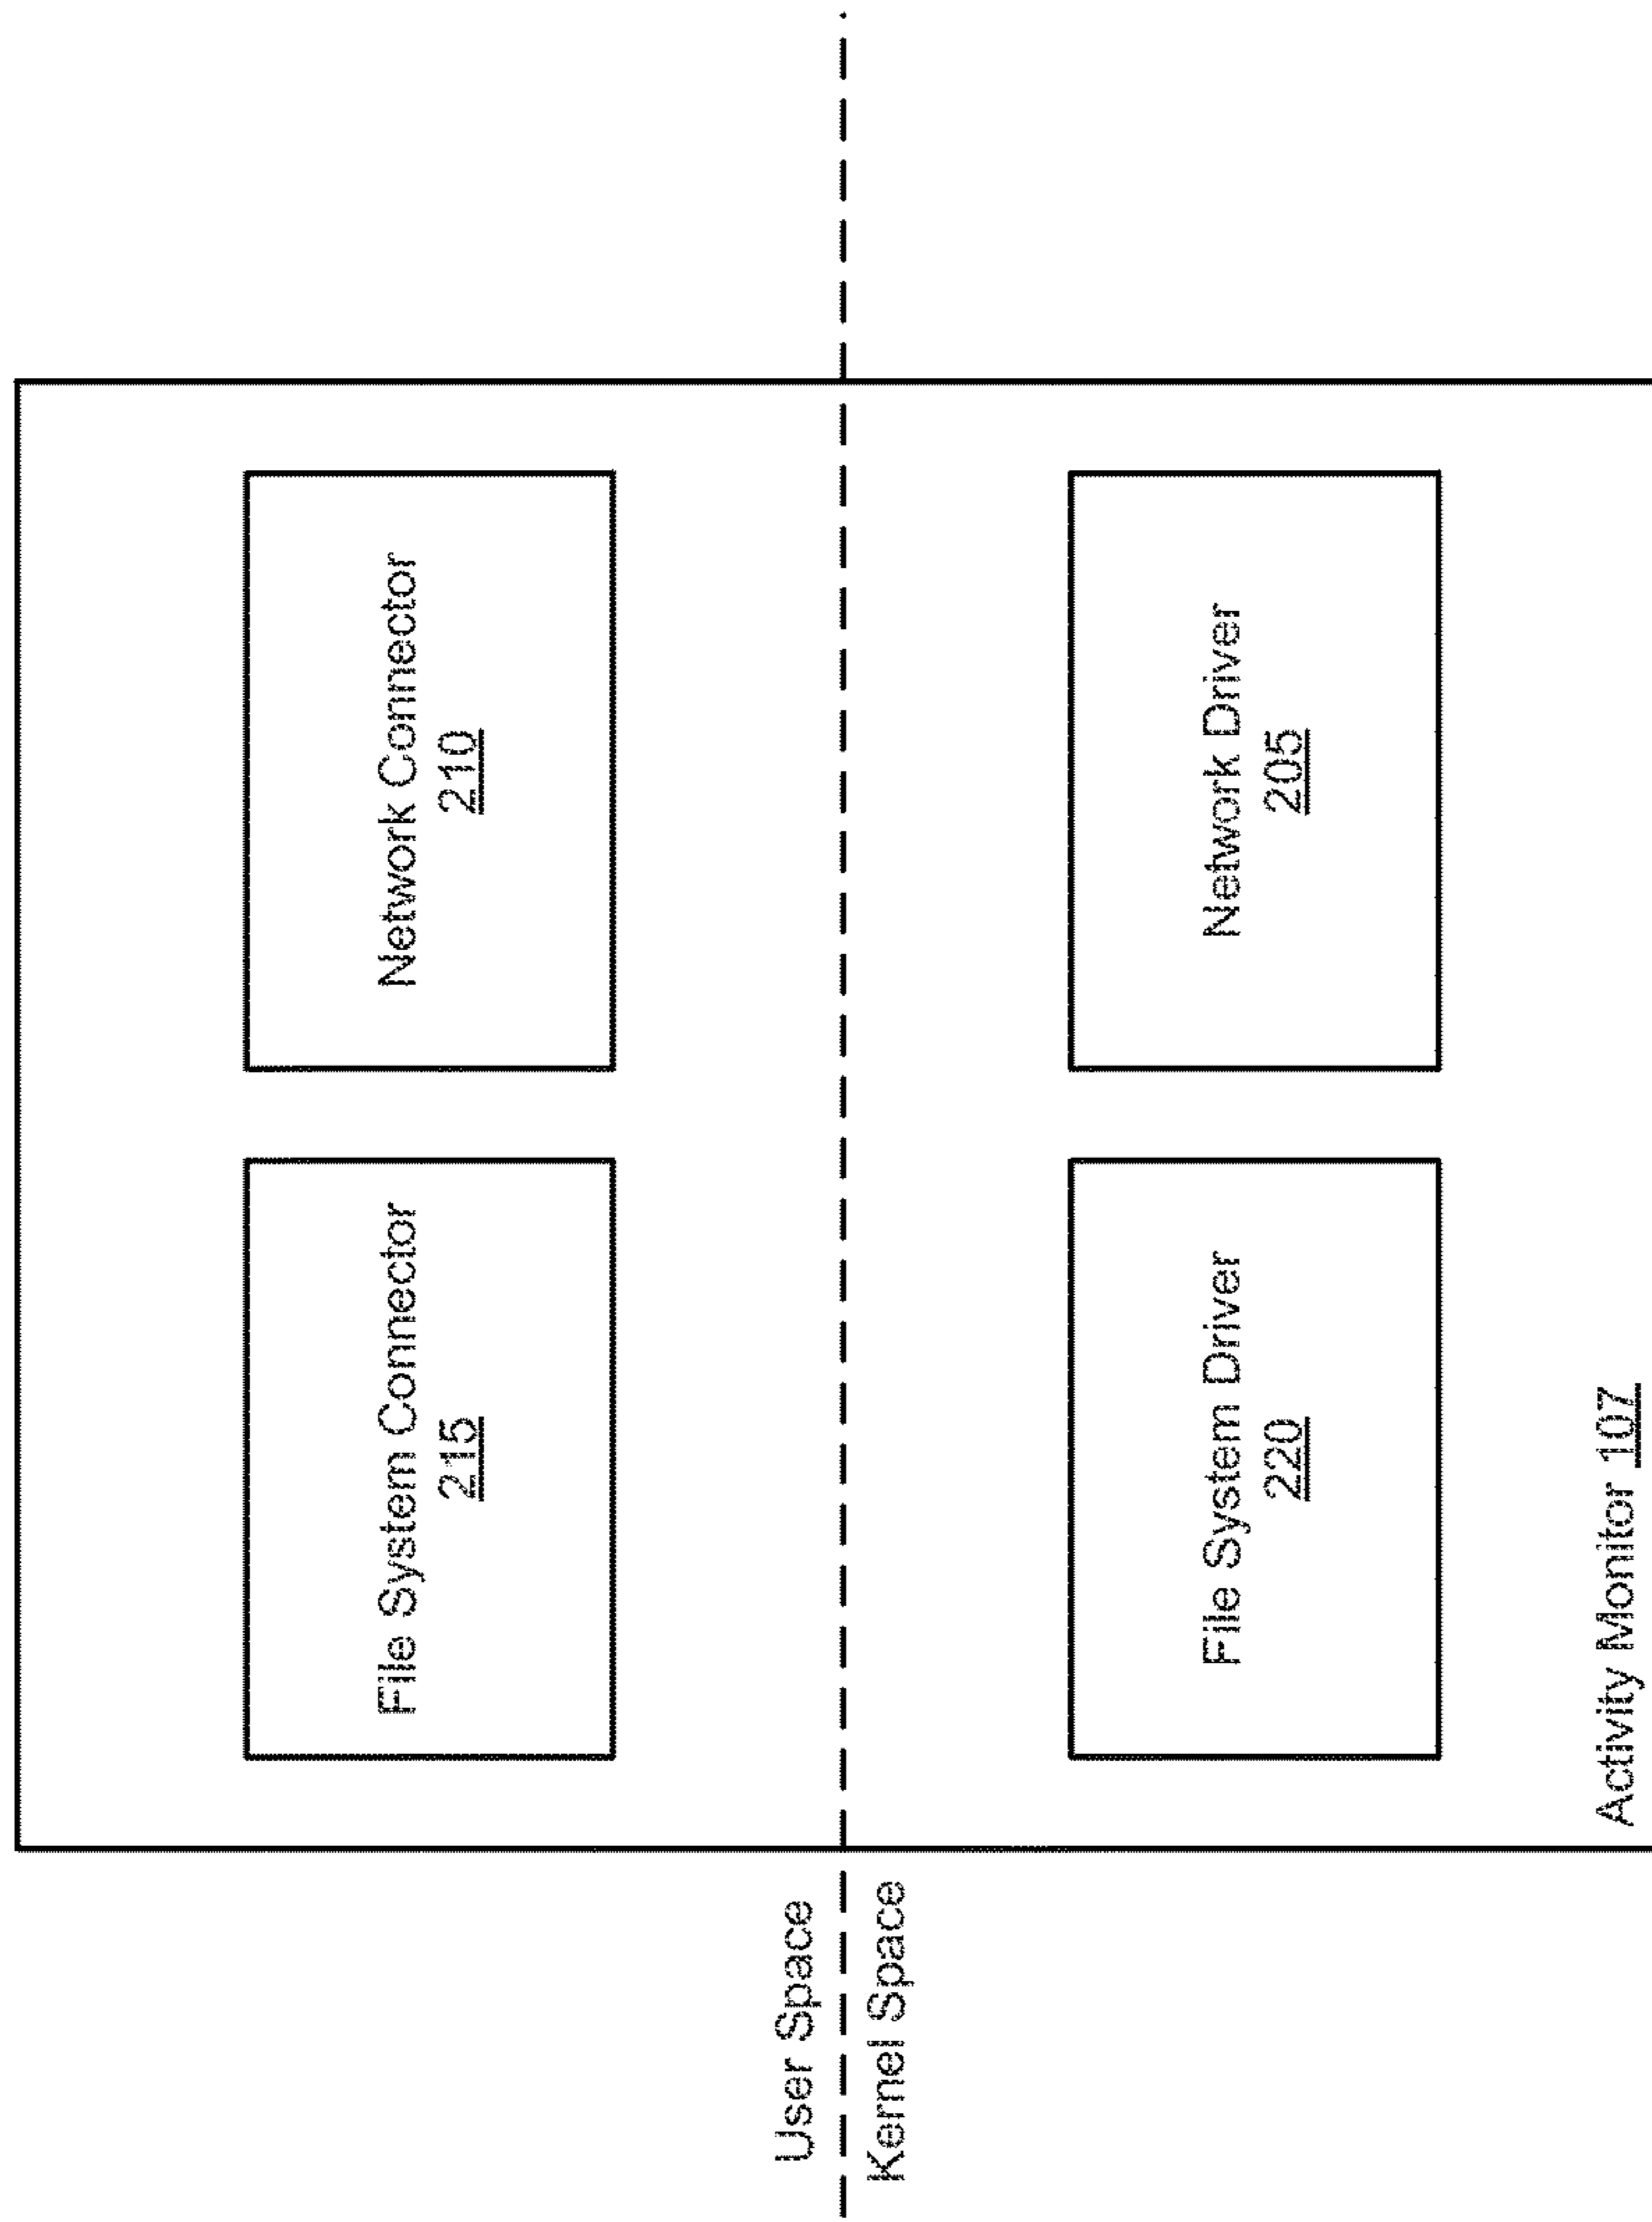 File System Connector
215
Network Connector
210
User Space
Kernel Space
File System Driver
220
Network Driver
205
Activity Monitor 107